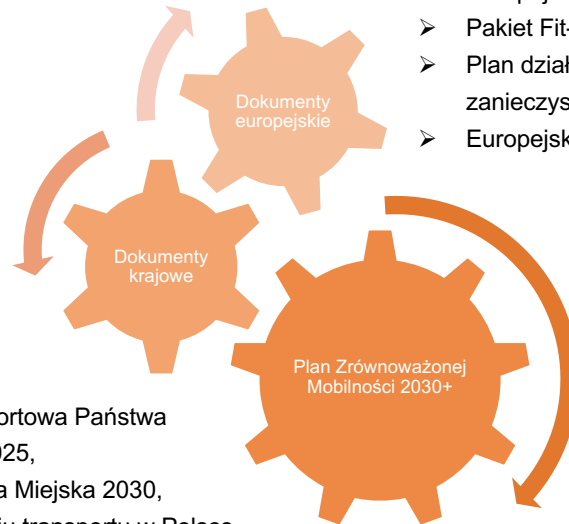 Pakiet Fit-
Plan dział
zanieczys
Europejsk
Dokumenty
europejskie
Dokumenty
krajowe
Plan Zrównoważonej
Mobilności 2030+
ortowa Państwa
025,
a Miejska 2030,